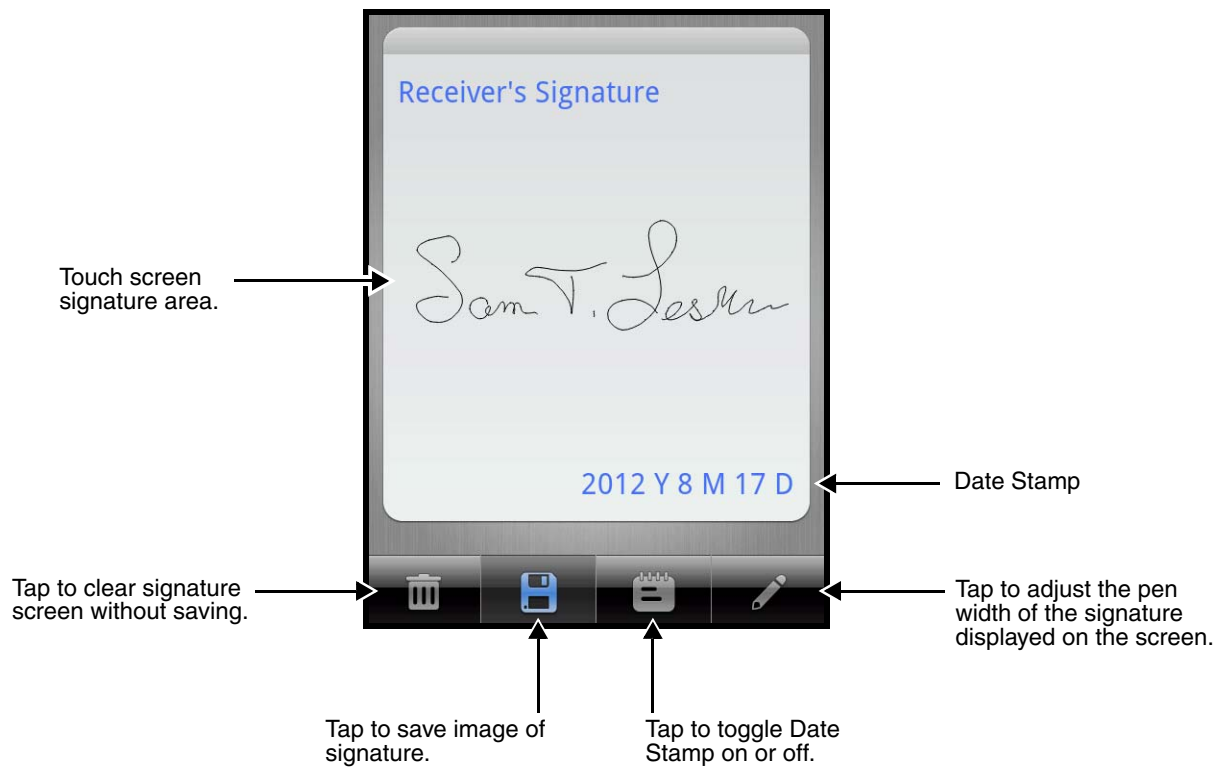 Receiver's Signature
Touch screen
signature area.
Sam T.
2012 Y 8 M 17 D
Date Stamp
Tap to clear signature
screen without saving.
Tap to adjust the pen
width of the signature
displayed on the screen.
Tap to save image of
signature.
Tap to toggle Date
Stamp on or off.